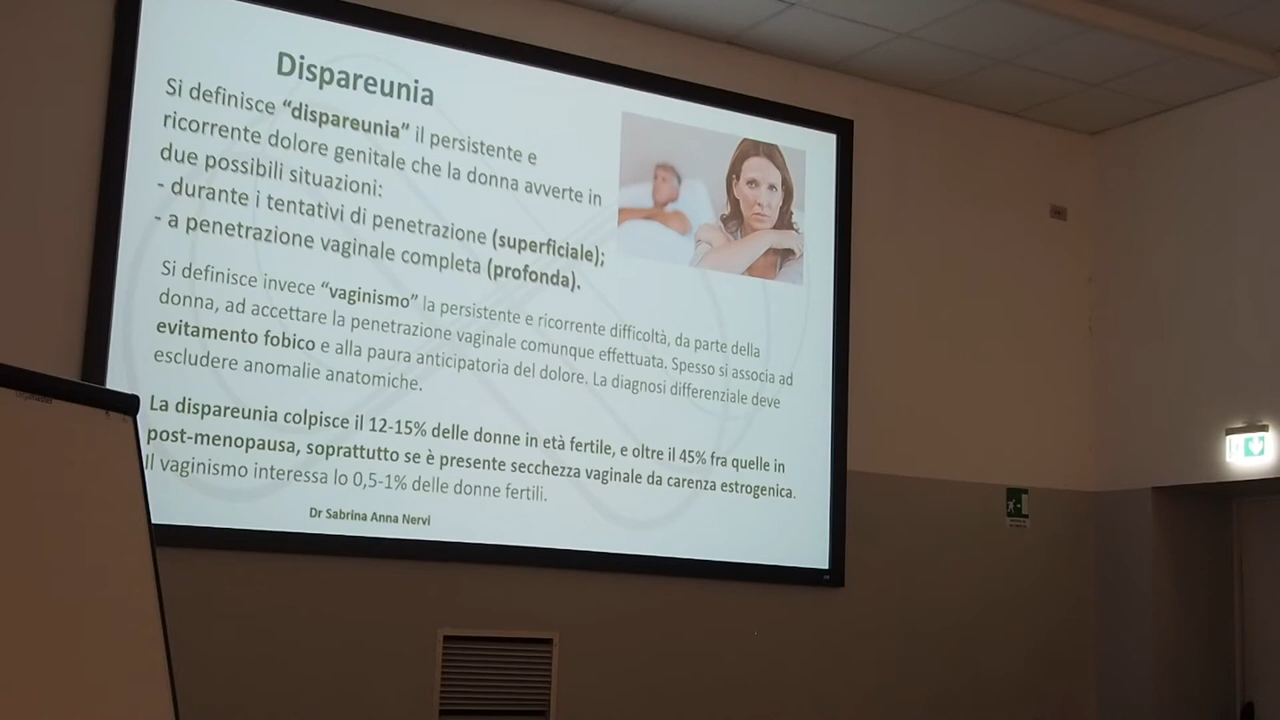 Dispareunia
Si definisce “dispareunia” il persistente e
ricorrente dolore genitale che la donna avverte in
due possibili situazioni:
- durante i tentativi di penetrazione (superficiale);
- a penetrazione vaginale completa (profonda).
Si definisce invece “vaginismo” la persistente e ricorrente difficoltà, da parte della
donna, ad accettare la penetrazione vaginale comunque effettuata. Spesso si associa ad
evitamento fobico e alla paura anticipatoria del dolore. La diagnosi differenziale deve
escludere anomalie anatomiche.
La dispareunia colpisce il 12-15% delle donne in età fertile, e oltre il 45% fra quelle in
post-menopausa, soprattutto se è presente secchezza vaginale da carenza estrogenica.
Il vaginismo interessa lo 0,5-1% delle donne fertili.
Dr Sabrina Anna Nervi